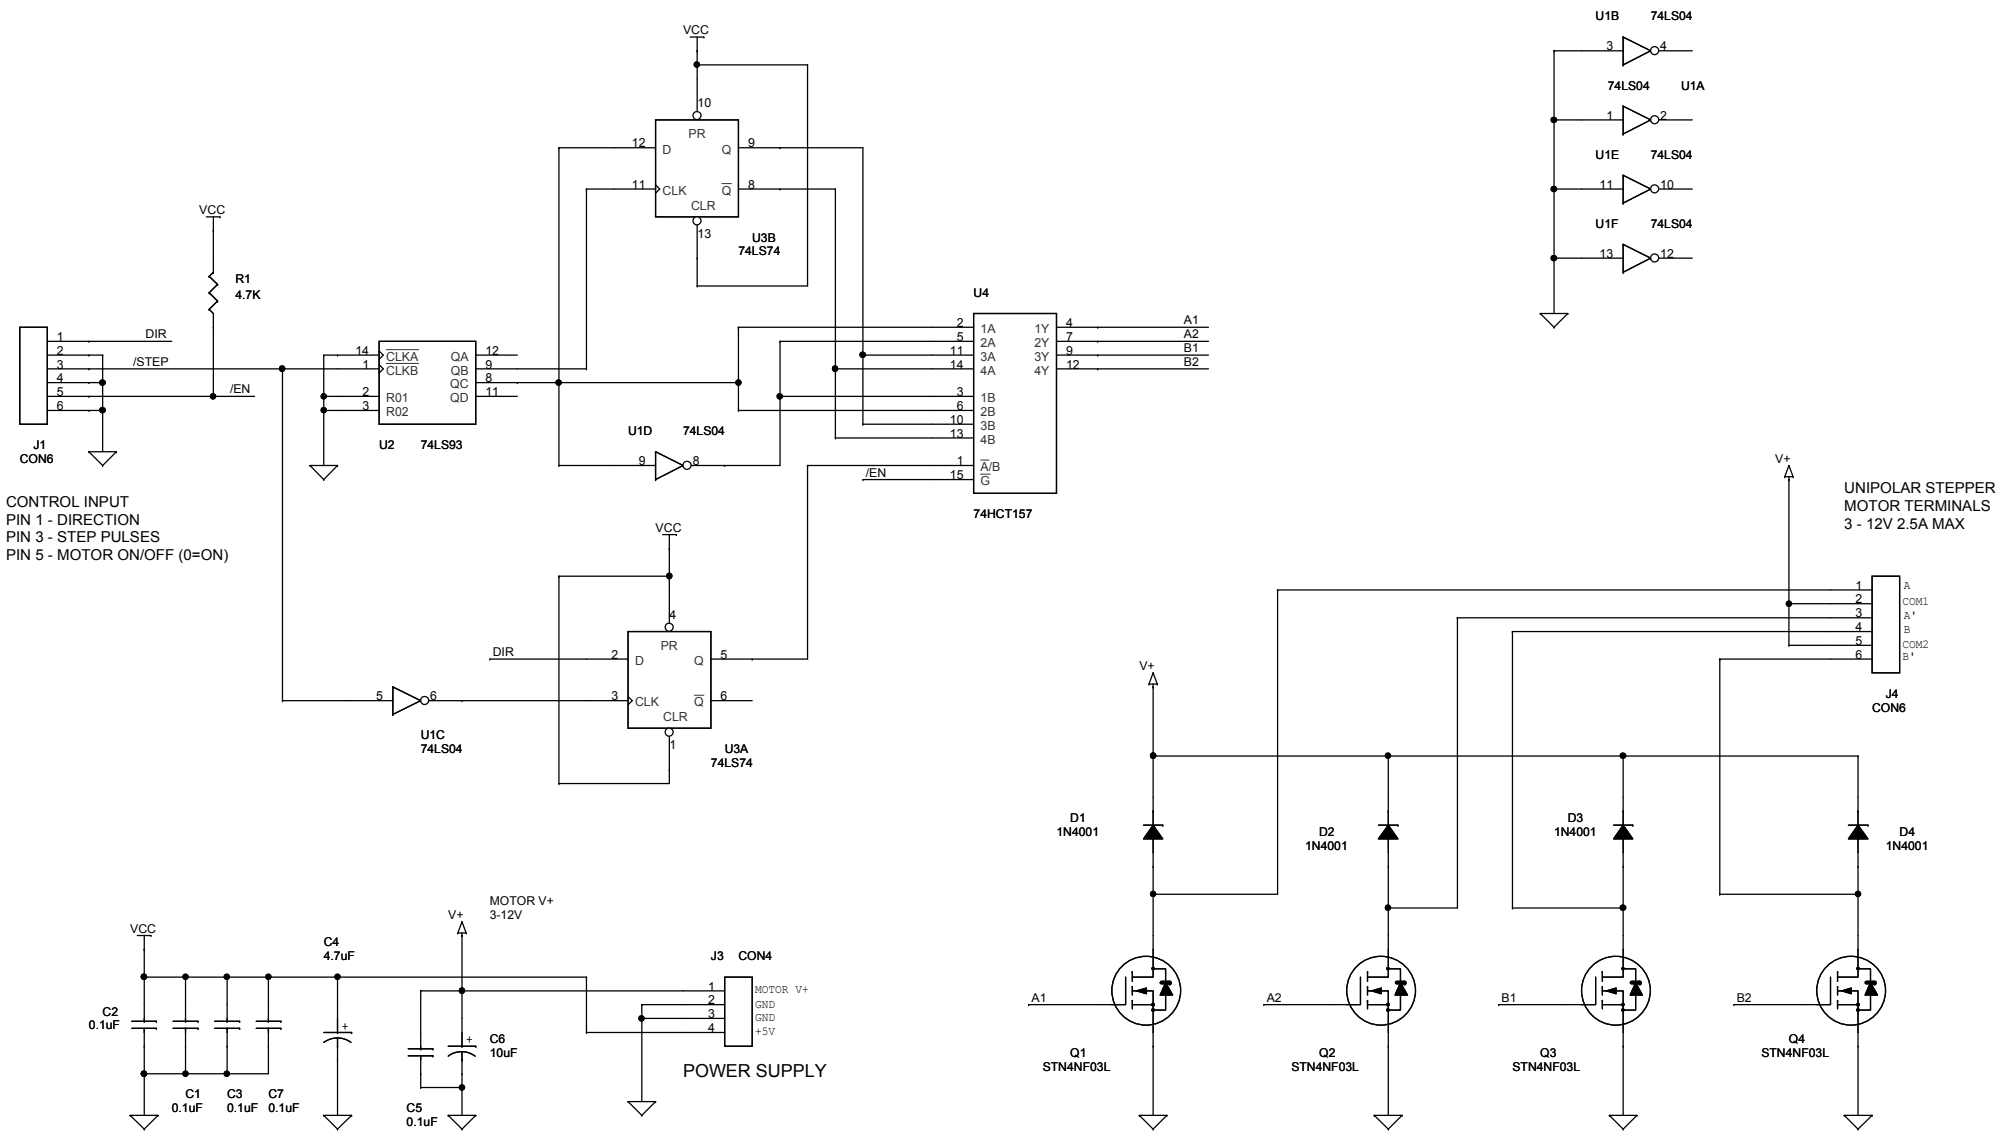 U1B 74LS04
3 4
74LS04 U1A
1 2
U1E 74LS04
11 10
U1F 74LS04
13 12
VCC
10
PR
12 D Q 9
11 CLK Q 8
CLR
13
U3B
74LS74
VCC
R1
4.7K
1 DIR
2
3 /STEP
4
5 /EN
6
J1
CON6
CONTROL INPUT
PIN 1 - DIRECTION
PIN 3 - STEP PULSES
PIN 5 - MOTOR ON/OFF (0=ON)
14 CLKA QA 12
1 CLKB QB 9
QC 8
2 R01 QD 11
3 R02
U2 74LS93
U1D 74LS04
9 8
U4
2 1A 1Y 4 A1
5 2A 2Y 7 A2
11 3A 3Y 9 B1
14 4A 4Y 12 B2
3 1B
6 2B
10 3B
13 4B
1 A/B
/EN 15 G
74HCT157
VCC
4
PR
DIR 2 D Q 5
3 CLK Q 6
CLR
1
U3A
74LS74
5 6
U1C
74LS04
V+
UNIPOLAR STEPPER
MOTOR TERMINALS
3 - 12V 2.5A MAX
1 A
2 COM1
3 A'
4 B
5 COM2
6 B'
J4
CON6
V+
D1
1N4001
D2
1N4001
D3
1N4001
D4
1N4001
A1
Q1
STN4NF03L
A2
Q2
STN4NF03L
B1
Q3
STN4NF03L
B2
Q4
STN4NF03L
VCC
C2
0.1uF
C1
0.1uF
C3
0.1uF
C7
0.1uF
C4
4.7uF
+
V+
MOTOR V+
3-12V
+
C6
10uF
C5
0.1uF
J3 CON4
1 MOTOR V+
2 GND
3 GND
4 +5V
POWER SUPPLY